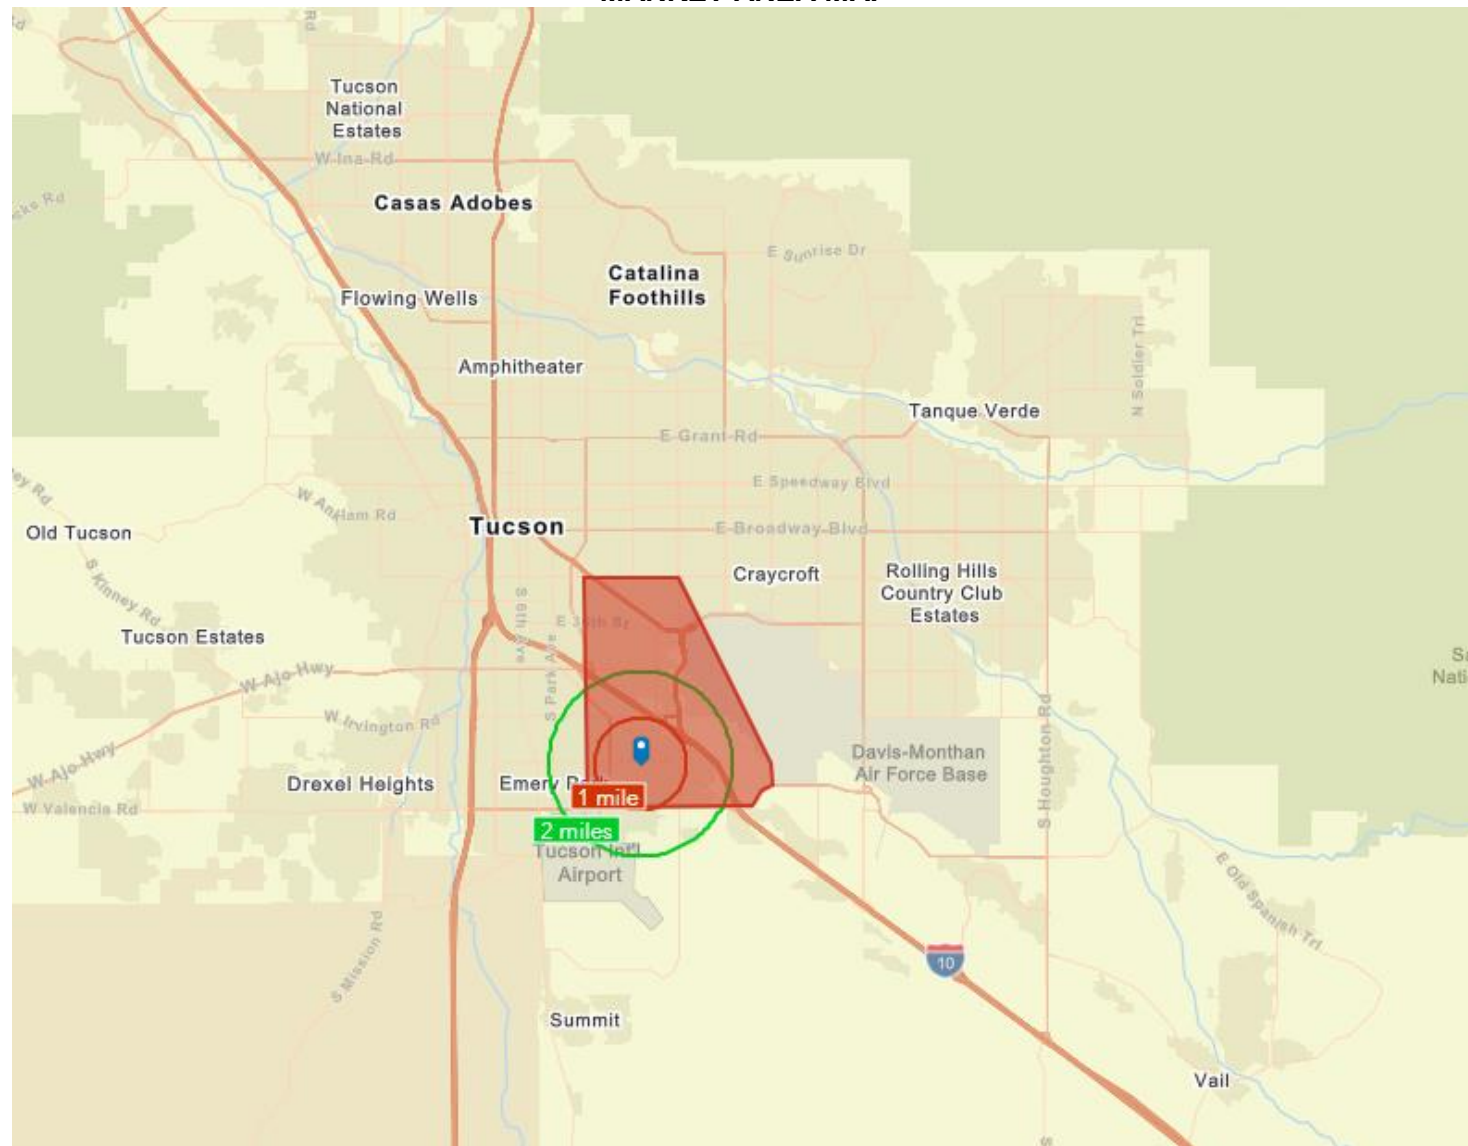 Tucson
National
Estates
W Ina Rd
Casas Adobes
E Sunrise Dr
Catalina
Foothills
Flowing Wells
N Soldier Trl
Amphitheater
Tanque Verde
E Grant Rd
E Speedway Blvd
W Anklam Rd
Tucson
E Broadway Blvd
Old Tucson
S Kinney Rd
Craycroft
Rolling Hills
Country Club
Estates
S 6th Ave
Tucson Estates
W Ajo Hwy
S Park Ave
W Irvington Rd
S Houghton Rd
Davis-Monthan
Air Force Base
W Ajo Hwy
Drexel Heights
Emery
1 mile
W Valencia Rd
2 miles
Tucson Int'l
Airport
E Old Spanish Trl
S Mission Rd
10
Summit
Vail